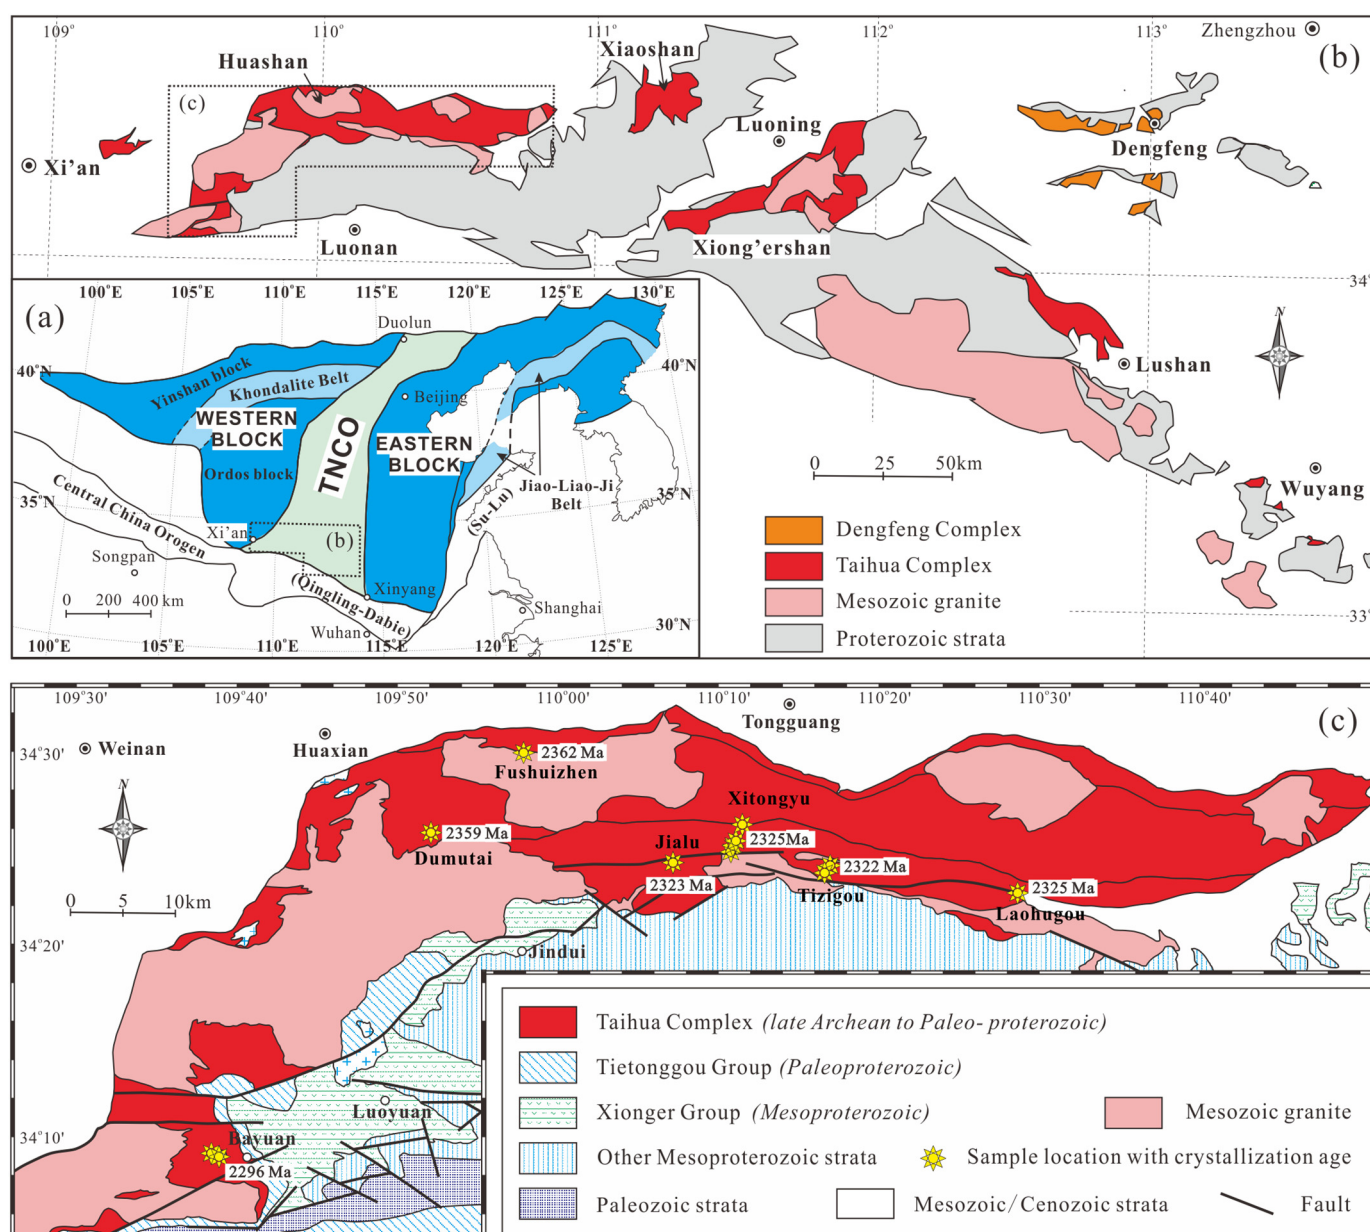 109°
110°
111°
112°
113°
Zhengzhou
(b)
Huashan
Xiaoshan
(c)
Luoning
Dengfeng
Xi'an
Luonan
Xiong'ershan
34°
N
Lushan
0 25 50km
Wuyang
33°
Dengfeng Complex
Taihua Complex
Mesozoic granite
Proterozoic strata
(a)
100°E 105°E 110°E 115°E 120°E 125°E 130°E
Duolun
40°N
40°N
Yinshan block
Khondalite Belt
Beijing
WESTERN
BLOCK
TNCO
EASTERN
BLOCK
Ordos block
Jiao-Liao-Ji
Belt
35°N
35°N
(Su-Lu)
Central China Orogen
Xi'an
(b)
Songpan
Xinyang
(Qingling-Dabie)
0 200 400 km
Shanghai
Wuhan
30°N
100°E 105°E 110°E 115°E 120°E 125°E
109°30' 109°40' 109°50' 110°00' 110°10' 110°20' 110°30' 110°40'
(c)
Tongguang
34°30'
Weinan
Huaxian
2362 Ma
Fushuizhen
N
Xitongyu
2359 Ma
Dumutai
Jialu
2325Ma
2322 Ma
2323 Ma
Tizigou
2325 Ma
Laohugou
0 5 10km
34°20'
Jindui
Luoyuan
34°10'
Bayuan
2296 Ma
Taihua Complex (late Archean to Paleo- proterozoic)
Tietonggou Group (Paleoproterozoic)
Xionger Group (Mesoproterozoic)
Mesozoic granite
Other Mesoproterozoic strata
Sample location with crystallization age
Paleozoic strata
Mesozoic/Cenozoic strata
Fault